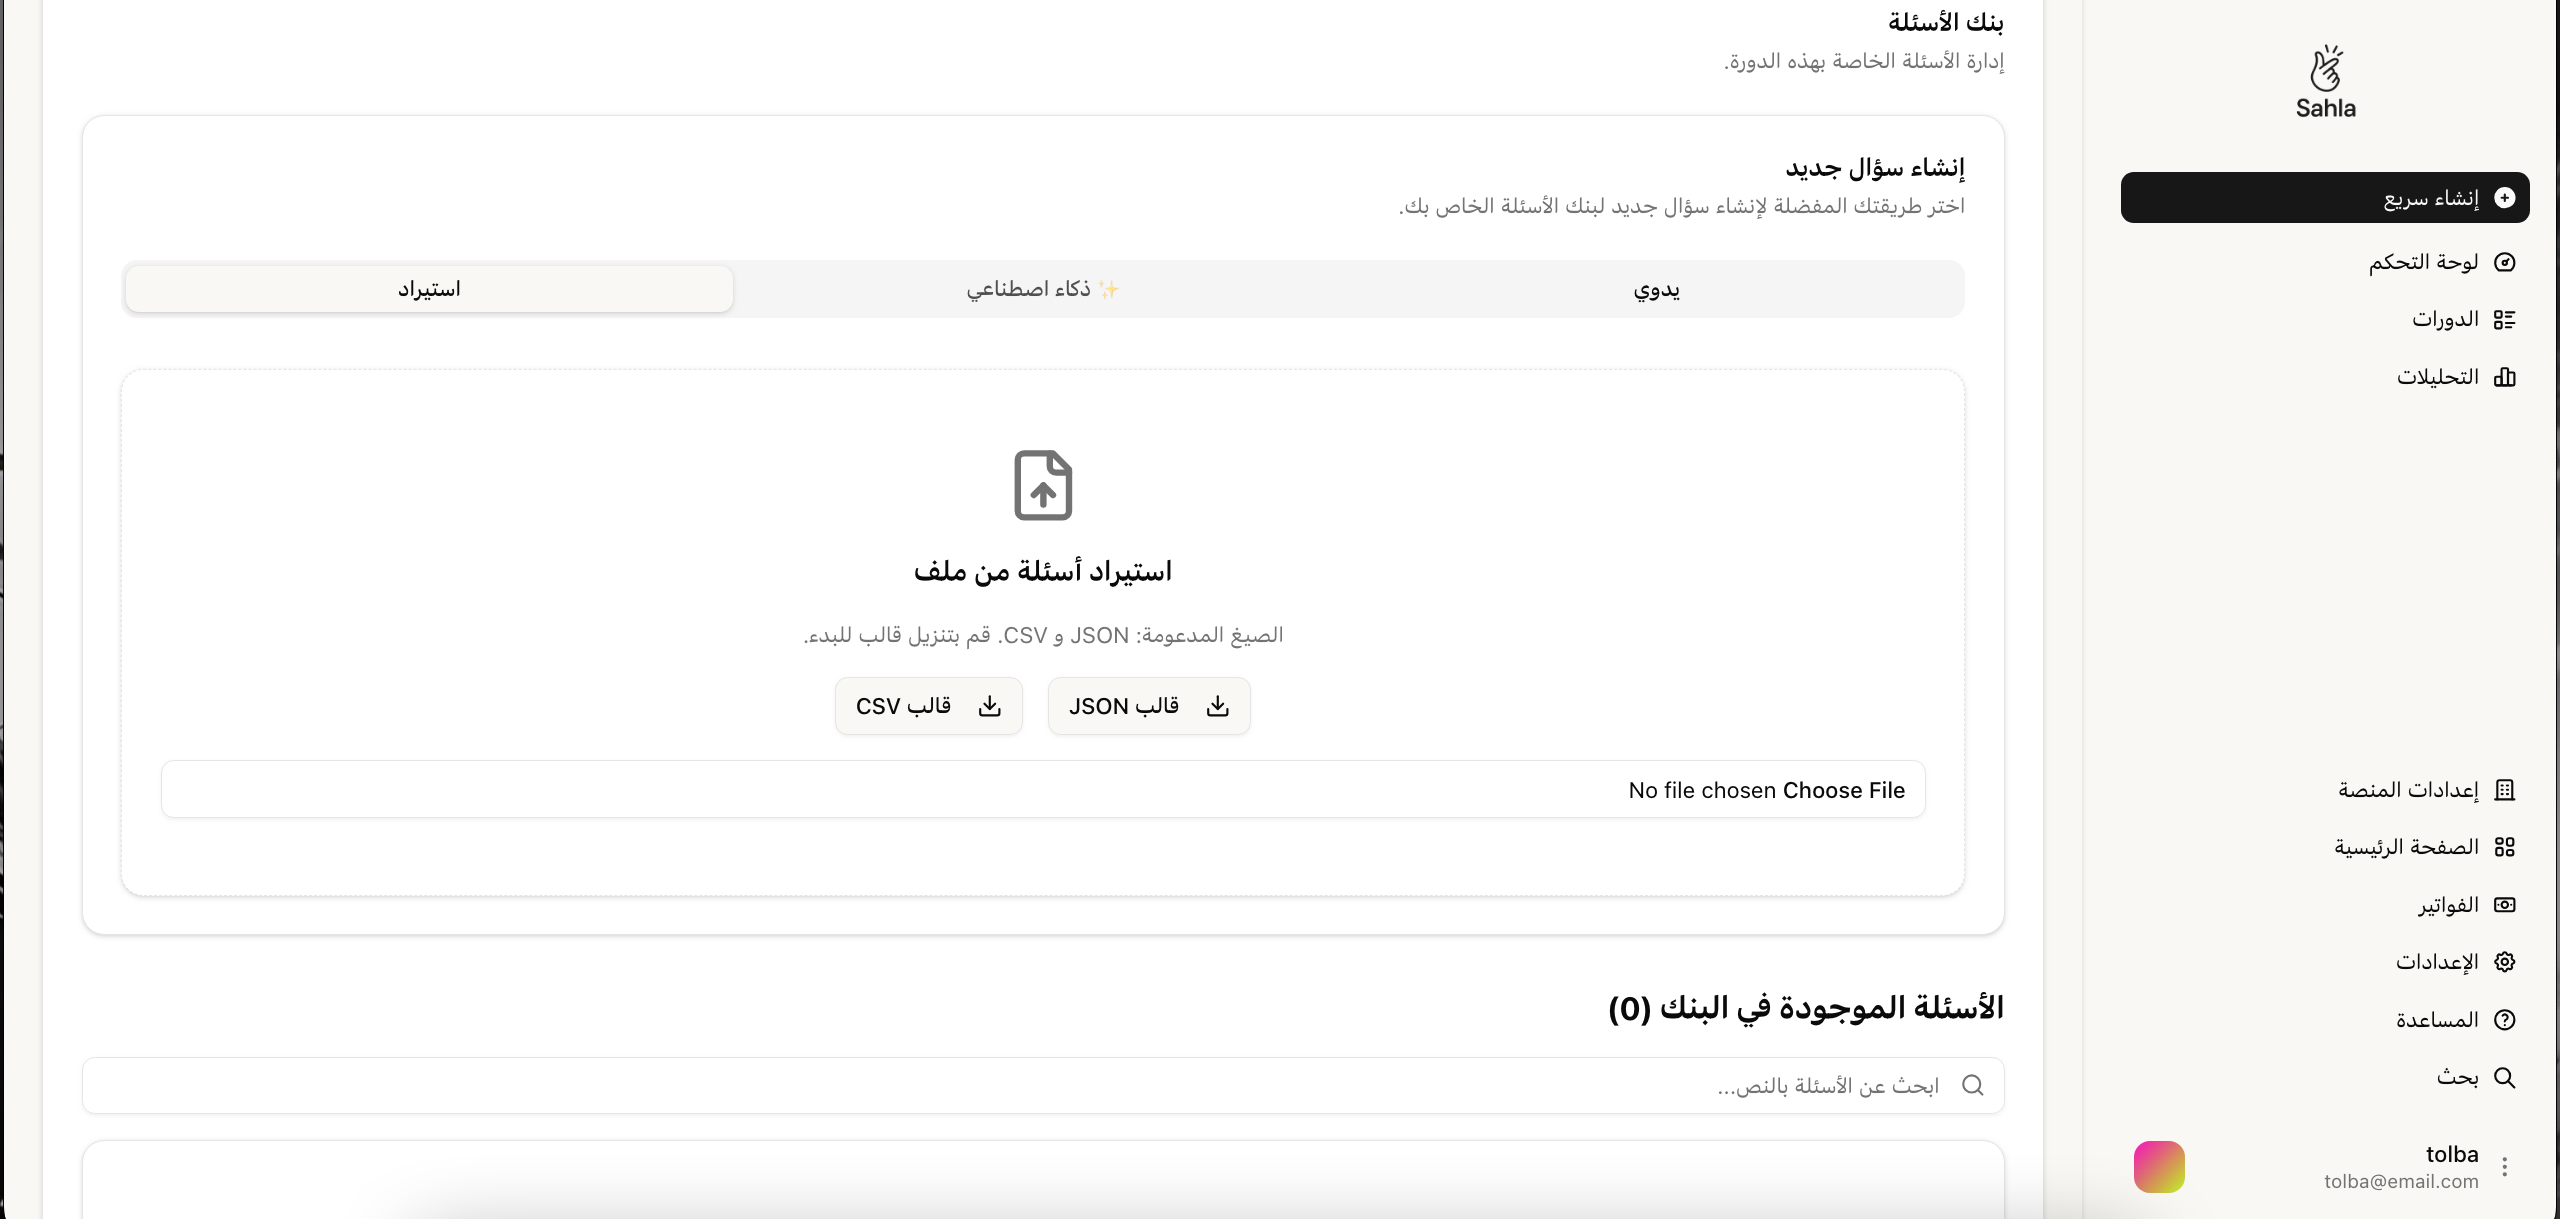 Sahla
إنشاء سريع
لوحة التحكم
الدورات
التحليلات
إعدادات المنصة
الصفحة الرئيسية
الفواتير
الإعدادات
المساعدة
بحث
tolba
tolba@email.com
بنك الأسئلة
إدارة الأسئلة الخاصة بهذه الدورة.
إنشاء سؤال جديد
اختر طريقتك المفضلة لإنشاء سؤال جديد لبنك الأسئلة الخاص بك.
يدوي
✨ ذكاء اصطناعي
استيراد
استيراد أسئلة من ملف
الصيغ المدعومة: JSON و CSV. قم بتنزيل قالب للبدء.
قالب JSON
قالب CSV
Choose File No file chosen
الأسئلة الموجودة في البنك (0)
ابحث عن الأسئلة بالنص...